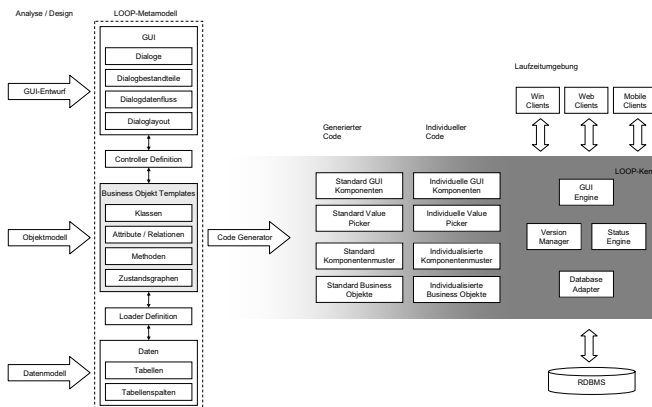 Analyse / Design
LOOP-Metamodell
GUI
Dialoge
Dialogbestandteile
Dialogdatenfluss
Dialoglayout
GUI-Entwurf
Controller Definition
Business Objekt Templates
Klassen
Attribute / Relationen
Methoden
Zustandsgraphen
Objektmodell
Loader Definition
Daten
Tabellen
Tabellenspalten
Datenmodell
Code Generator
Generierter
Code
Individueller
Code
Standard GUI
Komponenten
Individuelle GUI
Komponenten
Standard Value
Picker
Individuelle Value
Picker
Standard
Komponentenmuster
Individualisierte
Komponentenmuster
Standard Business
Objekte
Individualisierte
Business Objekte
Laufzeitumgebung
Win
Clients
Web
Clients
Mobile
Clients
LOOP-Kern
GUI
Engine
Version
Manager
Status
Engine
Database
Adapter
RDBMS